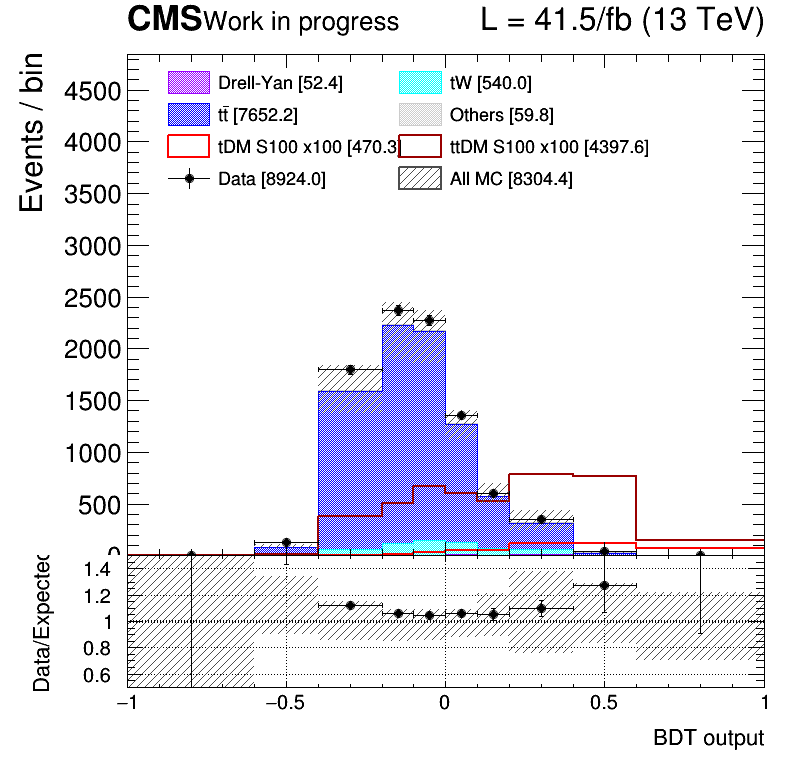 CMS Work in progress L = 41.5/fb (13 TeV)
Events / bin
4500
4000
3500
3000
2500
2000
1500
1000
500
0
Drell-Yan [52.4] tW [540.0]
tt̄ [7652.2] Others [59.8]
tDM S100 x100 [470.3] ttDM S100 x100 [4397.6]
Data [8924.0] All MC [8304.4]
Data/Expected
1.4
1.2
1
0.8
0.6
−1 −0.5 0 0.5 1
BDT output